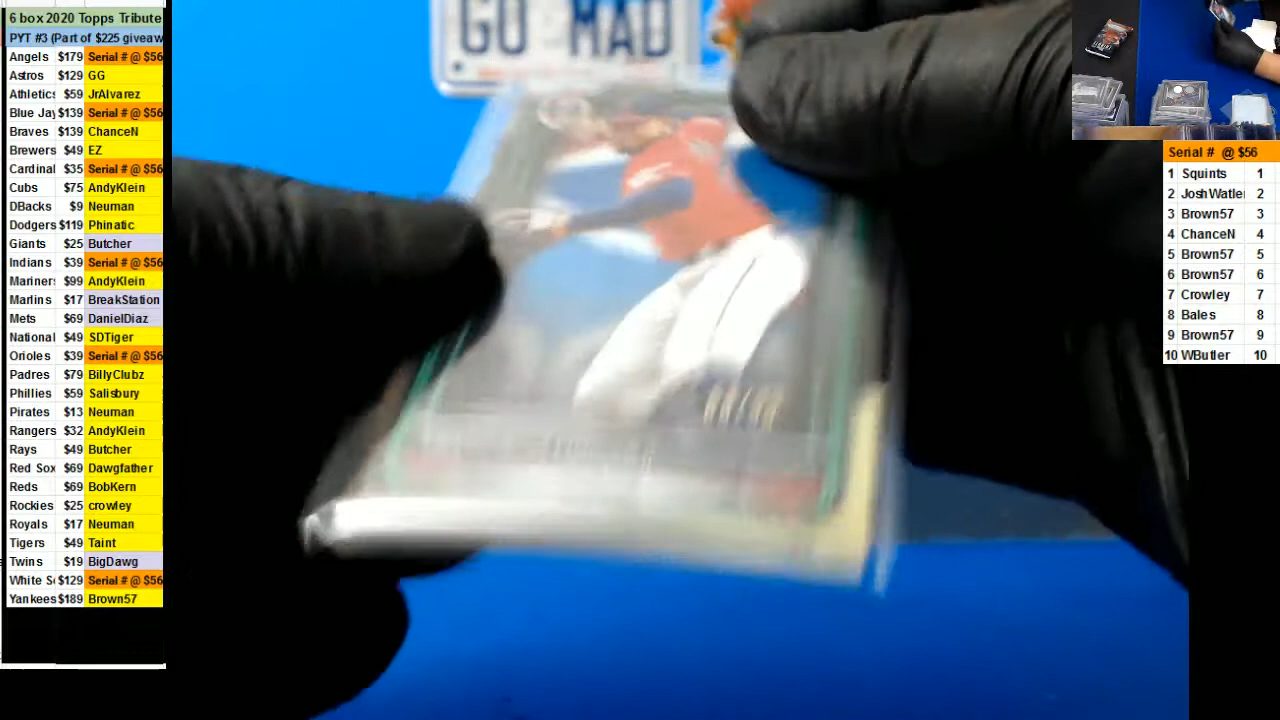 6 box 2020 Topps Tribute
PYT #3 (Part of $225 giveaw
Angels $179 Serial # @ $56
Astros $129 GG
Athletics $59 JrAlvarez
Blue Jay $139 Serial # @ $56
Braves $139 ChanceN
Brewers $49 EZ
Cardinal $35 Serial # @ $56
Cubs $75 AndyKlein
DBacks $9 Neuman
Dodgers $119 Phinatic
Giants $25 Butcher
Indians $39 Serial # @ $56
Mariners $99 AndyKlein
Marlins $17 BreakStation
Mets $69 DanielDiaz
National $49 SDTiger
Orioles $39 Serial # @ $56
Padres $79 BillyClubz
Phillies $59 Salisbury
Pirates $13 Neuman
Rangers $32 AndyKlein
Rays $49 Butcher
Red Sox $69 Dawgfather
Reds $69 BobKern
Rockies $25 crowley
Royals $17 Neuman
Tigers $49 Taint
Twins $19 BigDawg
White S $129 Serial # @ $56
Yankees $189 Brown57
GO MAD
Serial # @ $56
1 Squints 1
2 JoshWatle 2
3 Brown57 3
4 ChanceN 4
5 Brown57 5
6 Brown57 6
7 Crowley 7
8 Bales 8
9 Brown57 9
10 WButler 10